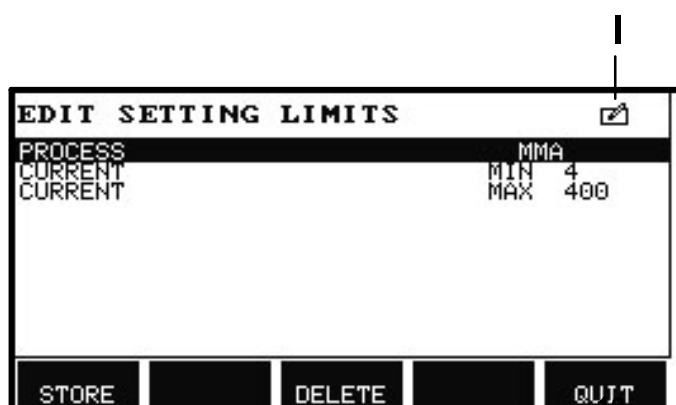 I
EDIT SETTING LIMITS
PROCESS MMA
CURRENT MIN 4
CURRENT MAX 400
STORE DELETE QUIT